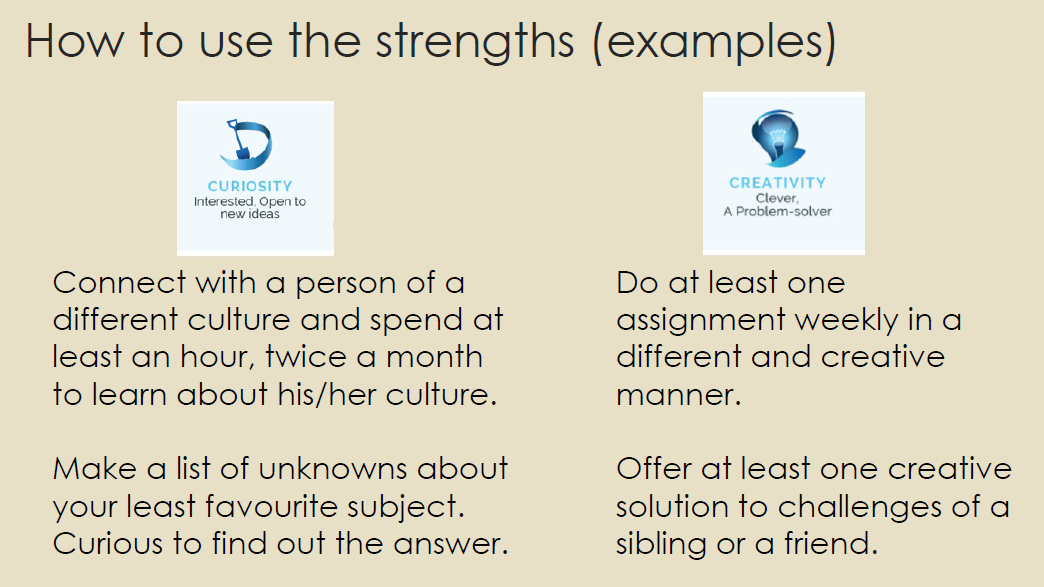 How to use the strengths (examples)
CURIOSITY
Interested, Open to
new ideas
Connect with a person of a
different culture and spend at
least an hour, twice a month
to learn about his/her culture.
Make a list of unknowns about
your least favourite subject.
Curious to find out the answer.
CREATIVITY
Clever,
A Problem-solver
Do at least one
assignment weekly in a
different and creative
manner.
Offer at least one creative
solution to challenges of a
sibling or a friend.